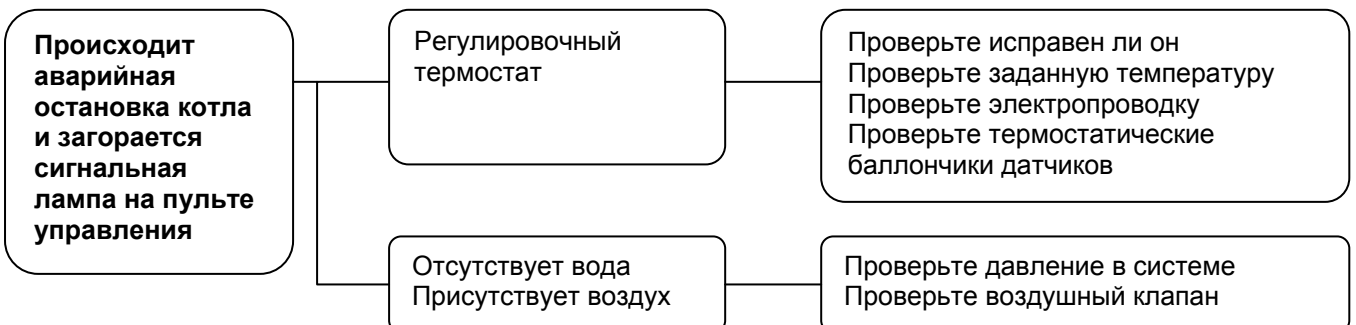 Происходит
аварийная
остановка котла
и загорается
сигнальная
лампа на пульте
управления
Регулировочный
термостат
Проверьте исправен ли он
Проверьте заданную температуру
Проверьте электропроводку
Проверьте термостатические
баллончики датчиков
Отсутствует вода
Присутствует воздух
Проверьте давление в системе
Проверьте воздушный клапан